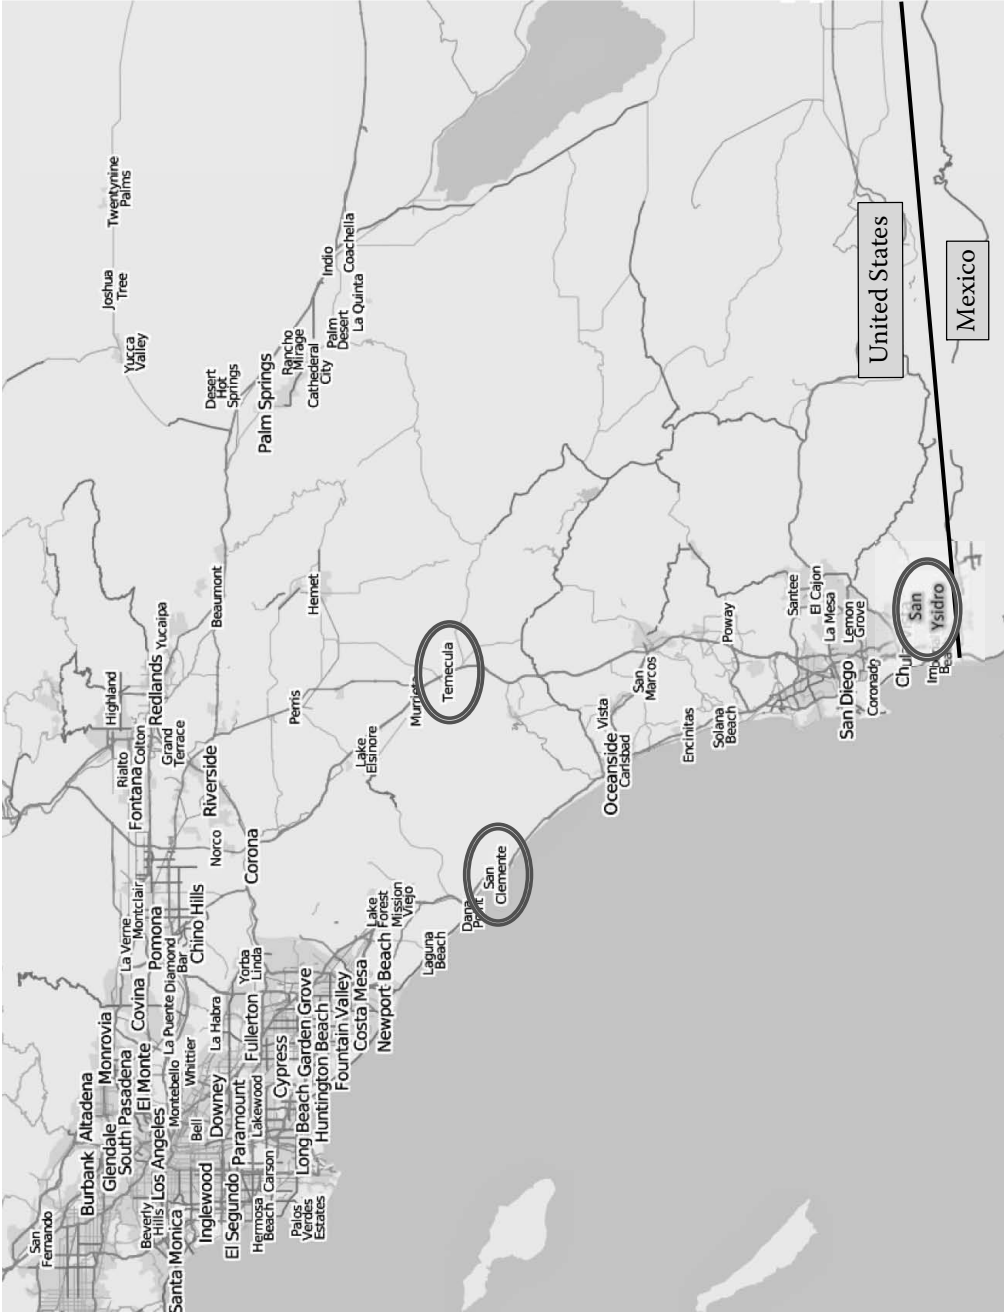 San
Fernando
Burbank
Altadena
Glendale
Monrovia
South Pasadena
Highland
Joshua
Tree
Twentynine
Palms
Rialto
La Verne
Yucca
Valley
Covina
Fontana
Montclair
Colton
El Monte
Beverly
Hills
Los Angeles
Pomona
Redlands
Yucaipa
Santa Monica
Montebello
La Puente
Diamond
Bar
Grand
Terrace
Whittier
Bell
Chino Hills
Inglewood
Downey
La Habra
Norco
Riverside
Beaumont
Desert
Hot
Springs
El Segundo
Paramount
Fullerton
Yorba
Linda
Corona
Lakewood
Hermosa
Beach
Carson
Palm Springs
Cypress
Rancho
Mirage
Palos
Verdes
Estates
Long Beach
Garden Grove
Perris
Hemet
Cathederal
City
Huntington Beach
Indio
Fountain Valley
Palm
Desert
Coachella
La Quinta
Costa Mesa
Lake
Elsinore
Newport Beach
Lake
Forest
Mission
Viejo
Laguna
Beach
Murrieta
Temecula
Dana
Point
San
Clemente
Oceanside
Vista
Carlsbad
San
Marcos
Encinitas
Solana
Beach
Poway
Santee
El Cajon
La Mesa
San Diego
Lemon
Grove
Coronado
United States
Chul
San
Ysidro
Imp
Bea
Mexico